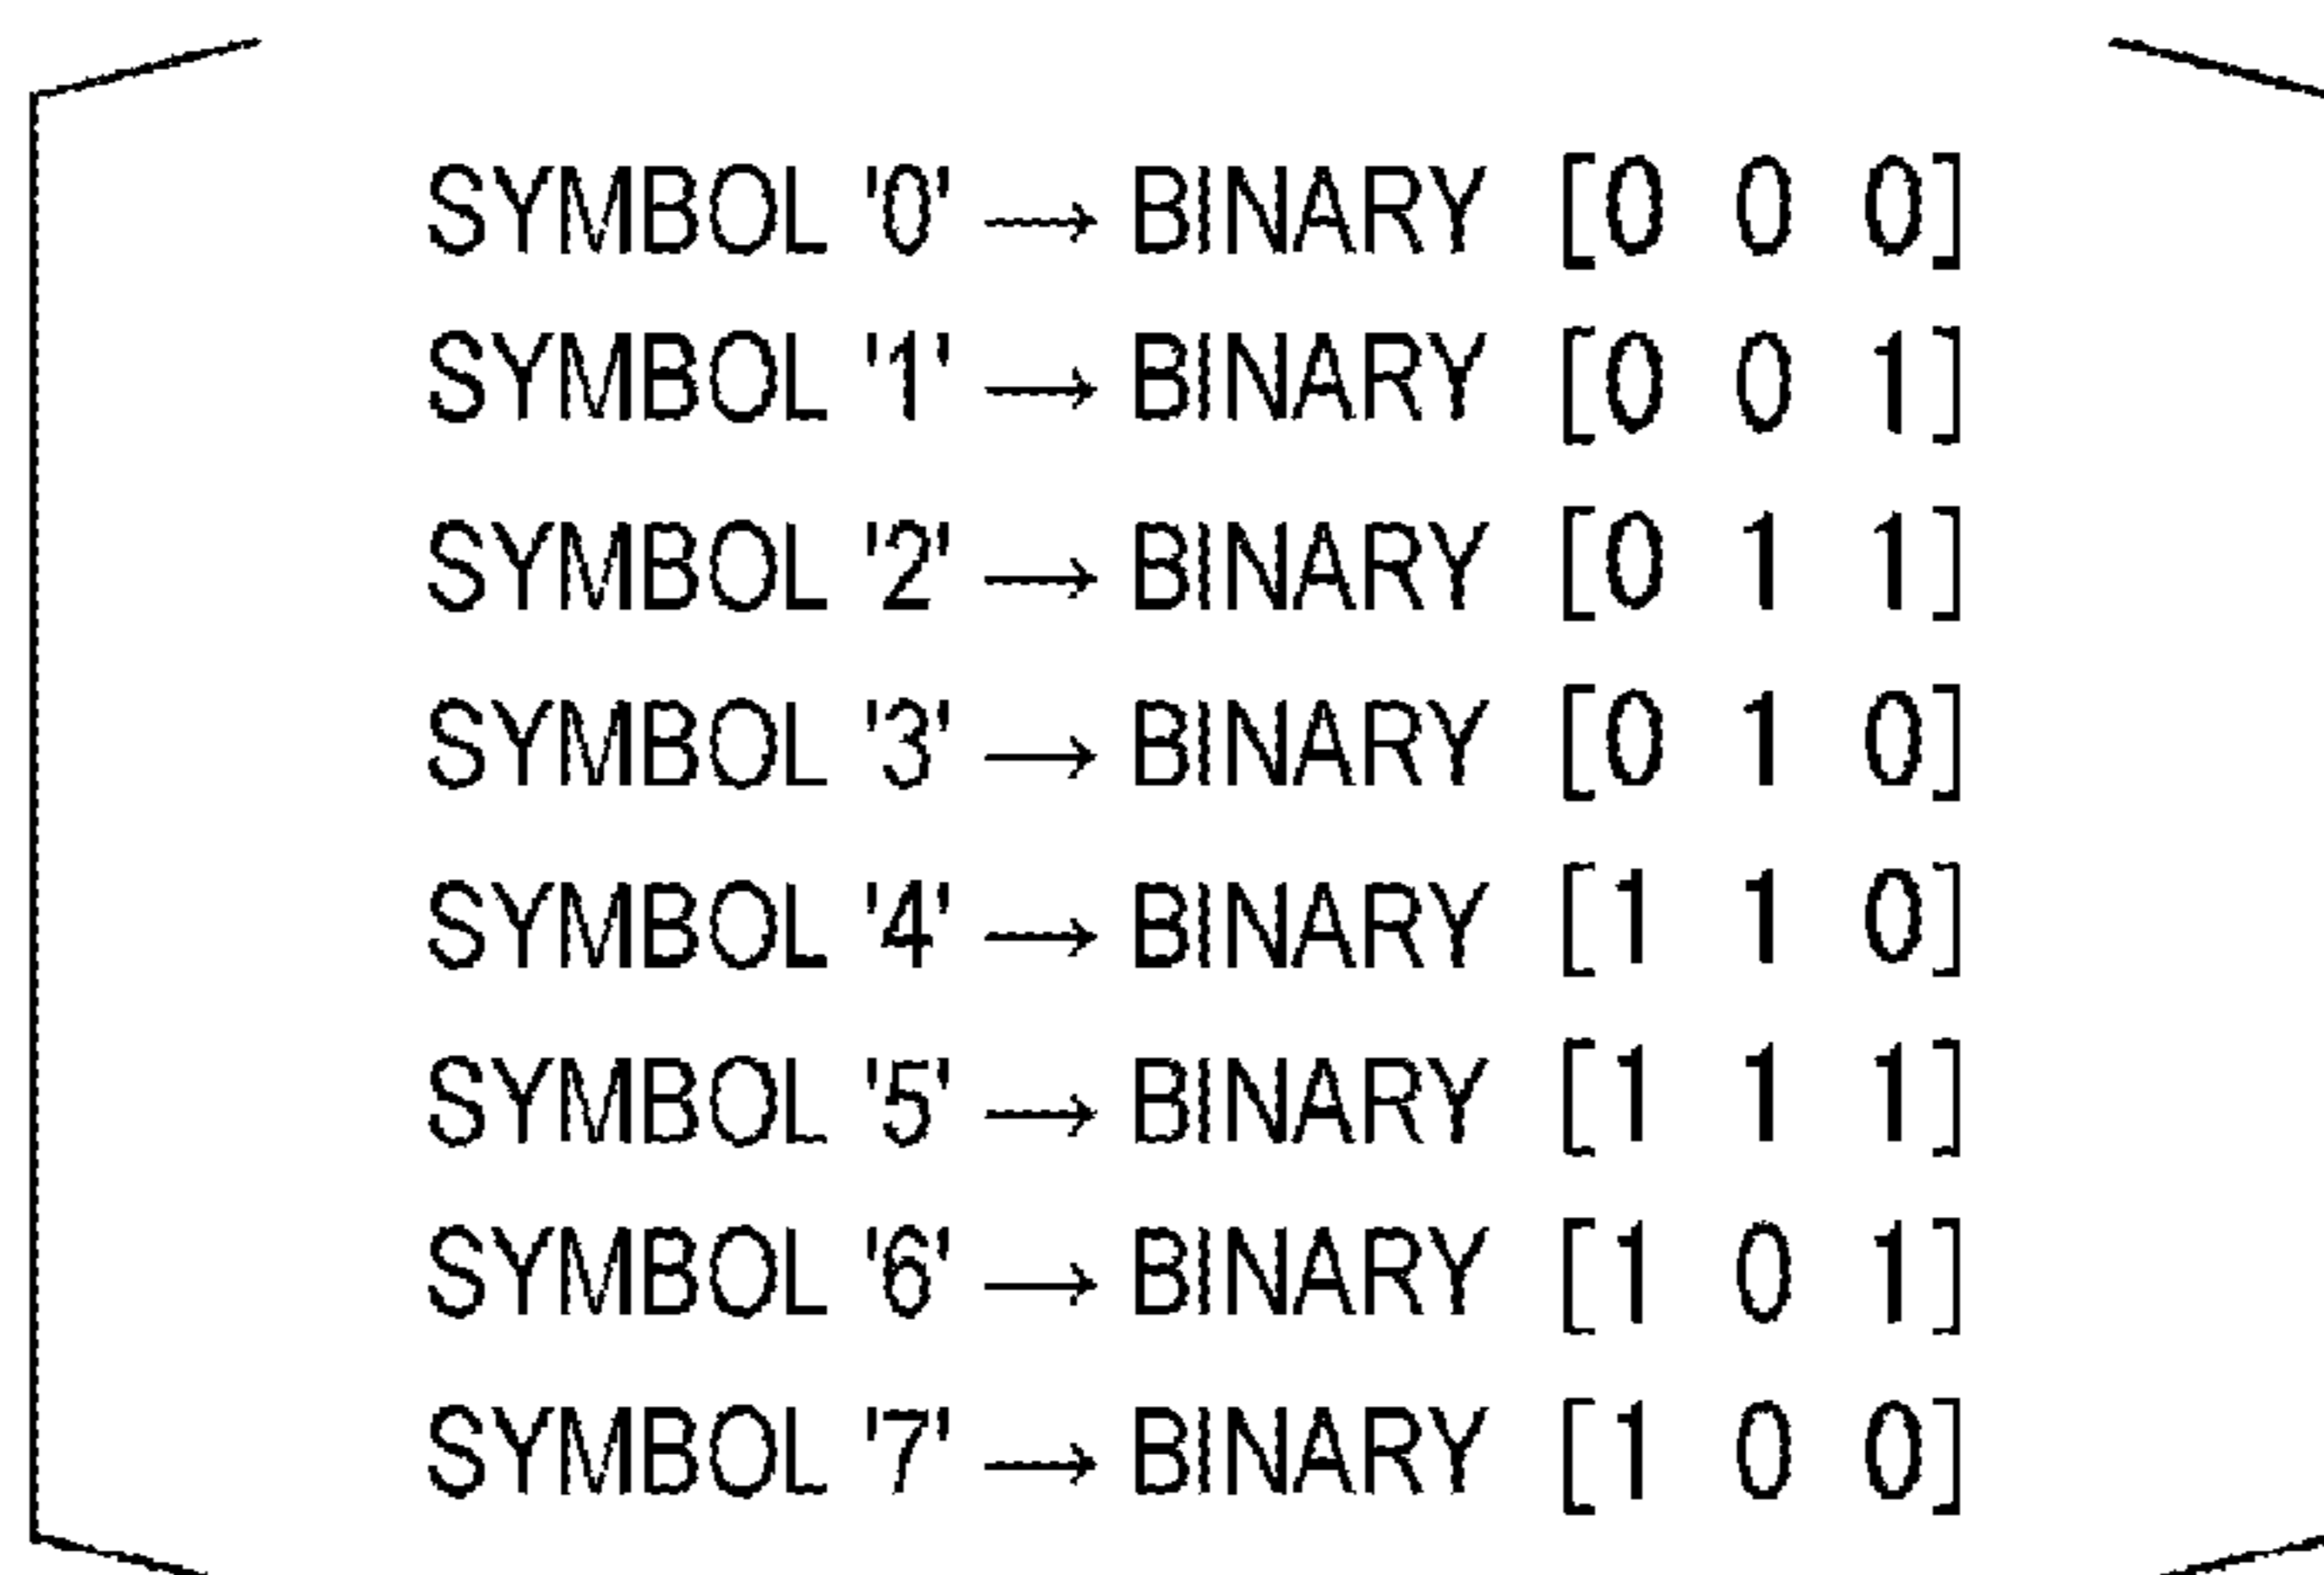 SYMBOL '0' → BINARY [0 0 0]
SYMBOL '1' → BINARY [0 0 1]
SYMBOL '2' → BINARY [0 1 1]
SYMBOL '3' → BINARY [0 1 0]
SYMBOL '4' → BINARY [1 1 0]
SYMBOL '5' → BINARY [1 1 1]
SYMBOL '6' → BINARY [1 0 1]
SYMBOL '7' → BINARY [1 0 0]